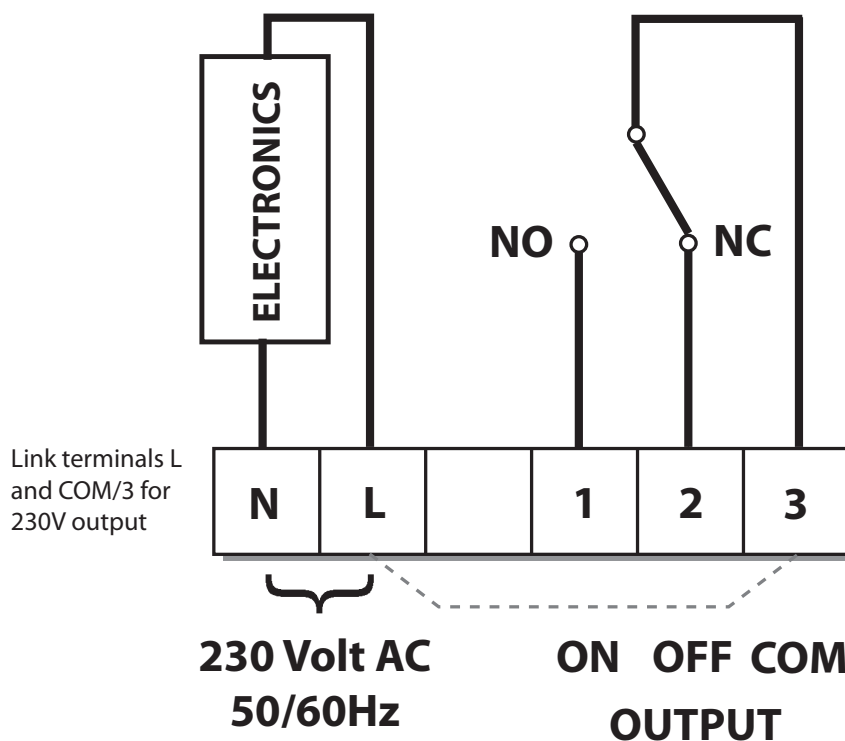 ELECTRONICS
NO
NC
Link terminals L
and COM/3 for
230V output
N L 1 2 3
230 Volt AC
50/60Hz
ON OFF COM
OUTPUT